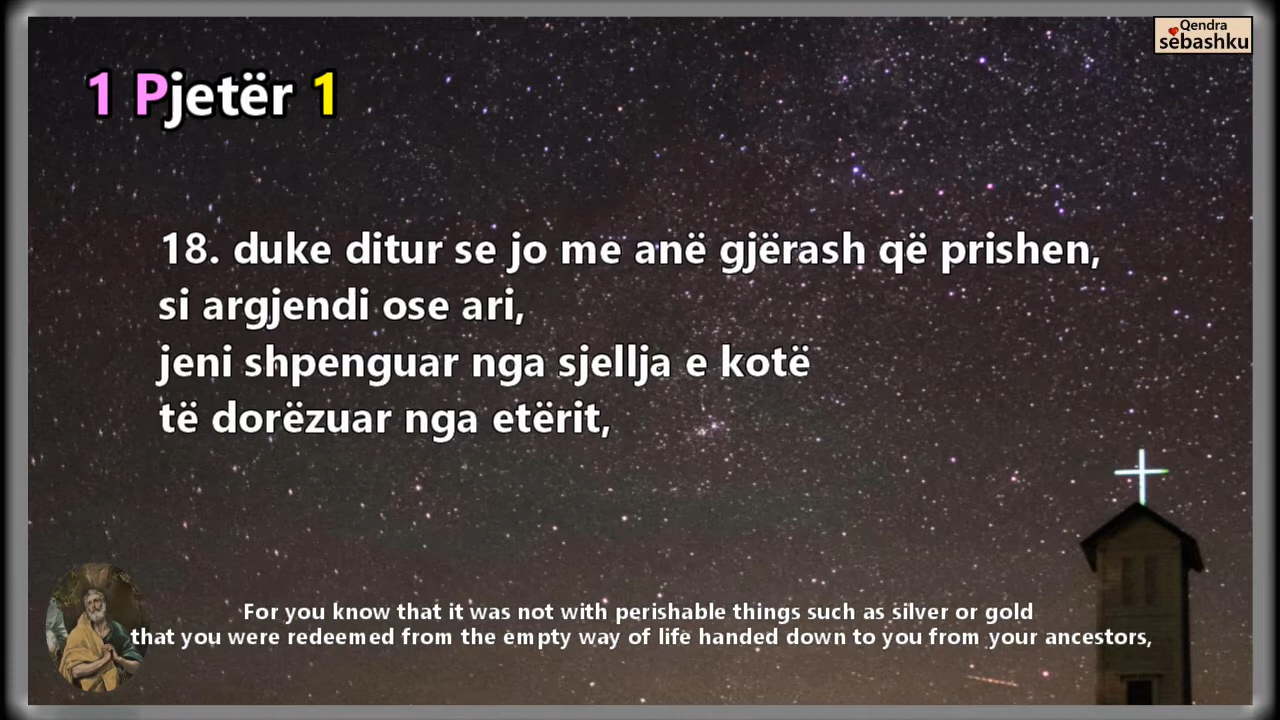 Qendra
sëbashku
1 Pjetër 1
18. duke ditur se jo me anë gjërash që prishen,
si argjendi ose ari,
jeni shpenguar nga sjellja e kotë
të dorëzuar nga etërit,
For you know that it was not with perishable things such as silver or gold
that you were redeemed from the empty way of life handed down to you from your ancestors,